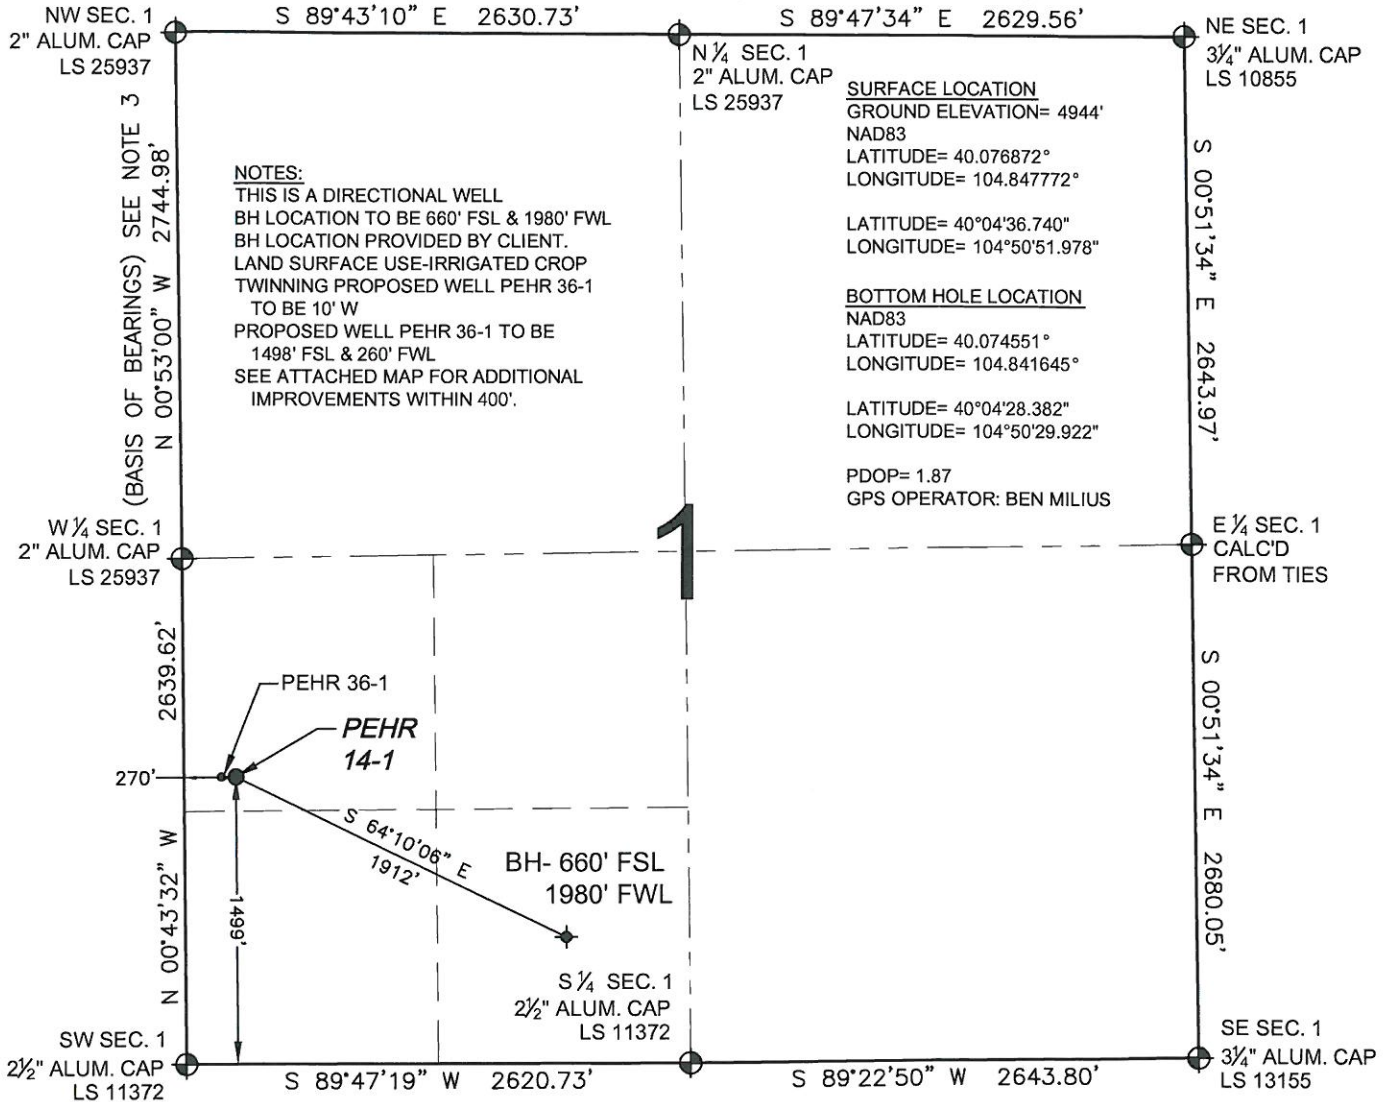 NW SEC. 1
2" ALUM. CAP
LS 25937
S 89°43'10" E 2630.73'
S 89°47'34" E 2629.56'
N ¼ SEC. 1
2" ALUM. CAP
LS 25937
NE SEC. 1
3¼" ALUM. CAP
LS 10855
(BASIS OF BEARINGS) SEE NOTE 3
N 00°53'00" W 2744.98'
NOTES:
THIS IS A DIRECTIONAL WELL
BH LOCATION TO BE 660' FSL & 1980' FWL
BH LOCATION PROVIDED BY CLIENT.
LAND SURFACE USE-IRRIGATED CROP
TWINNING PROPOSED WELL PEHR 36-1
TO BE 10' W
PROPOSED WELL PEHR 36-1 TO BE
1498' FSL & 260' FWL
SEE ATTACHED MAP FOR ADDITIONAL
IMPROVEMENTS WITHIN 400'.
SURFACE LOCATION
GROUND ELEVATION= 4944'
NAD83
LATITUDE= 40.076872°
LONGITUDE= 104.847772°
LATITUDE= 40°04'36.740"
LONGITUDE= 104°50'51.978"
BOTTOM HOLE LOCATION
NAD83
LATITUDE= 40.074551°
LONGITUDE= 104.841645°
LATITUDE= 40°04'28.382"
LONGITUDE= 104°50'29.922"
PDOP= 1.87
GPS OPERATOR: BEN MILIUS
S 00°51'34" E 2643.97'
W ¼ SEC. 1
2" ALUM. CAP
LS 25937
1
E ¼ SEC. 1
CALC'D
FROM TIES
N 00°43'32" W 2639.62'
PEHR 36-1
PEHR
14-1
270'
1499'
S 64°10'06" E
1912'
BH- 660' FSL
1980' FWL
S 00°51'34" E 2680.05'
S ¼ SEC. 1
2½" ALUM. CAP
LS 11372
SW SEC. 1
2½" ALUM. CAP
LS 11372
S 89°47'19" W 2620.73'
S 89°22'50" W 2643.80'
SE SEC. 1
3¼" ALUM. CAP
LS 13155